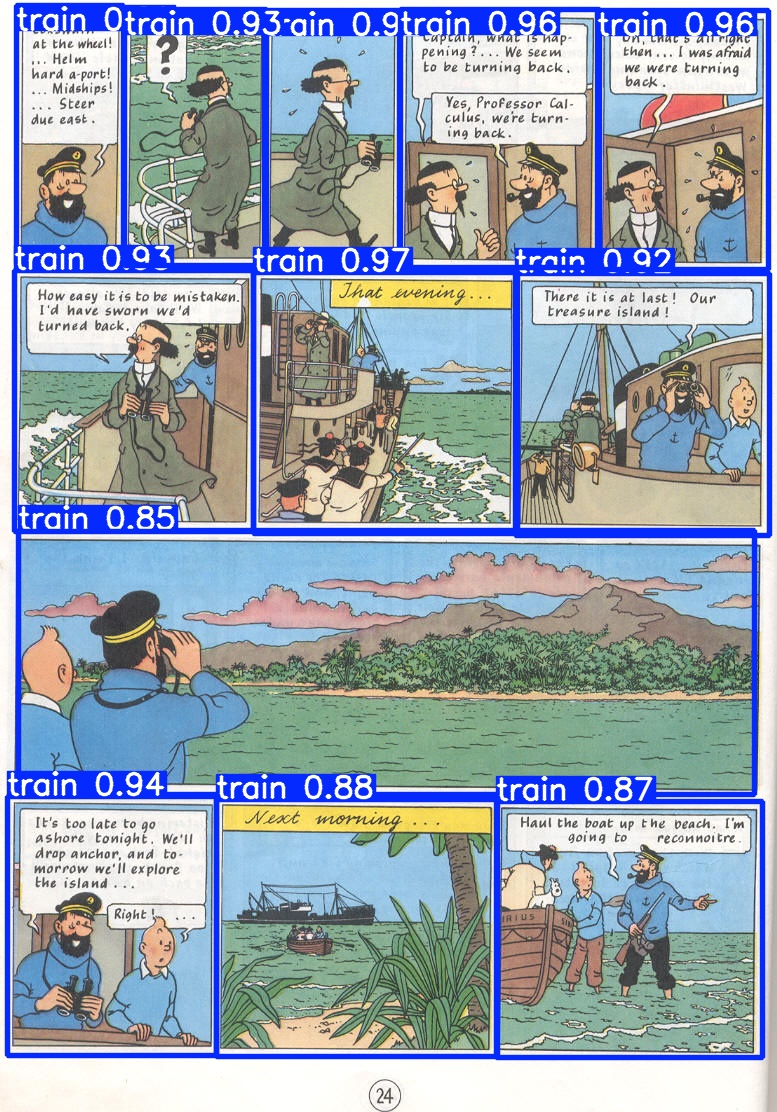 train 0
train 0.93
train 0.9
train 0.96
train 0.96
at the wheel!
... Helm
hard a-port!
... Midships!
... Steer
due east.
?
Captain, what is hap-
pening?... We seem
to be turning back.
Yes, Professor Cal-
culus, we're turn-
ing back.
Oh, that's all right
then... I was afraid
we were turning
back.
train 0.93
train 0.97
train 0.92
How easy it is to be mistaken.
I'd have sworn we'd
turned back.
That evening...
There it is at last! Our
treasure island!
train 0.85
train 0.94
train 0.88
train 0.87
It's too late to go
ashore tonight. We'll
drop anchor, and to-
morrow we'll explore
the island ...
Right! ...
Next morning ...
Haul the boat up the beach. I'm
going to reconnoitre.
SIRIUS
24